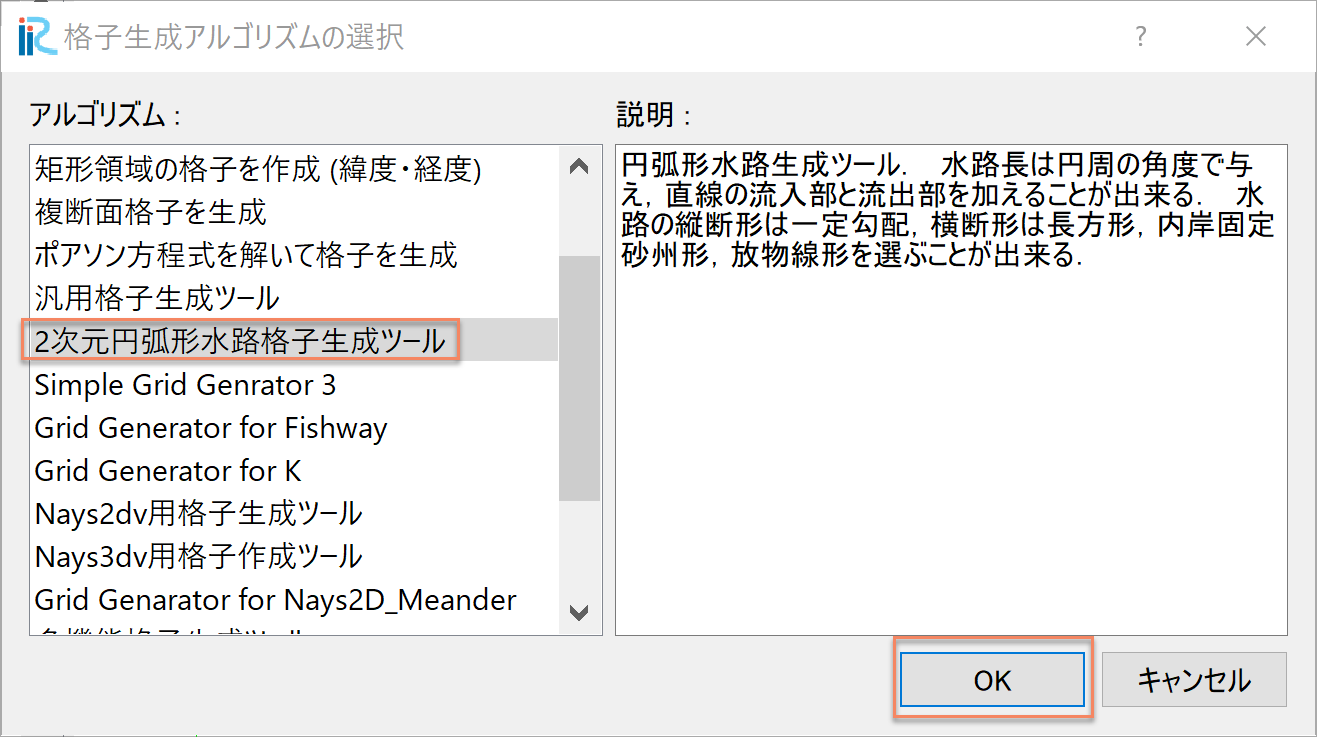 iRIC 格子生成アルゴリズムの選択
アルゴリズム :
矩形領域の格子を作成 (緯度・経度)
複断面格子を生成
ポアソン方程式を解いて格子を生成
汎用格子生成ツール
2次元円弧形水路格子生成ツール
Simple Grid Genrator 3
Grid Generator for Fishway
Grid Generator for K
Nays2dv用格子生成ツール
Nays3dv用格子作成ツール
Grid Genarator for Nays2D_Meander
説明 :
円弧形水路生成ツール． 水路長は円周の角度で与
え，直線の流入部と流出部を加えることが出来る． 水
路の縦断形は一定勾配，横断形は長方形，内岸固定
砂州形，放物線形を選ぶことが出来る．
OK
キャンセル